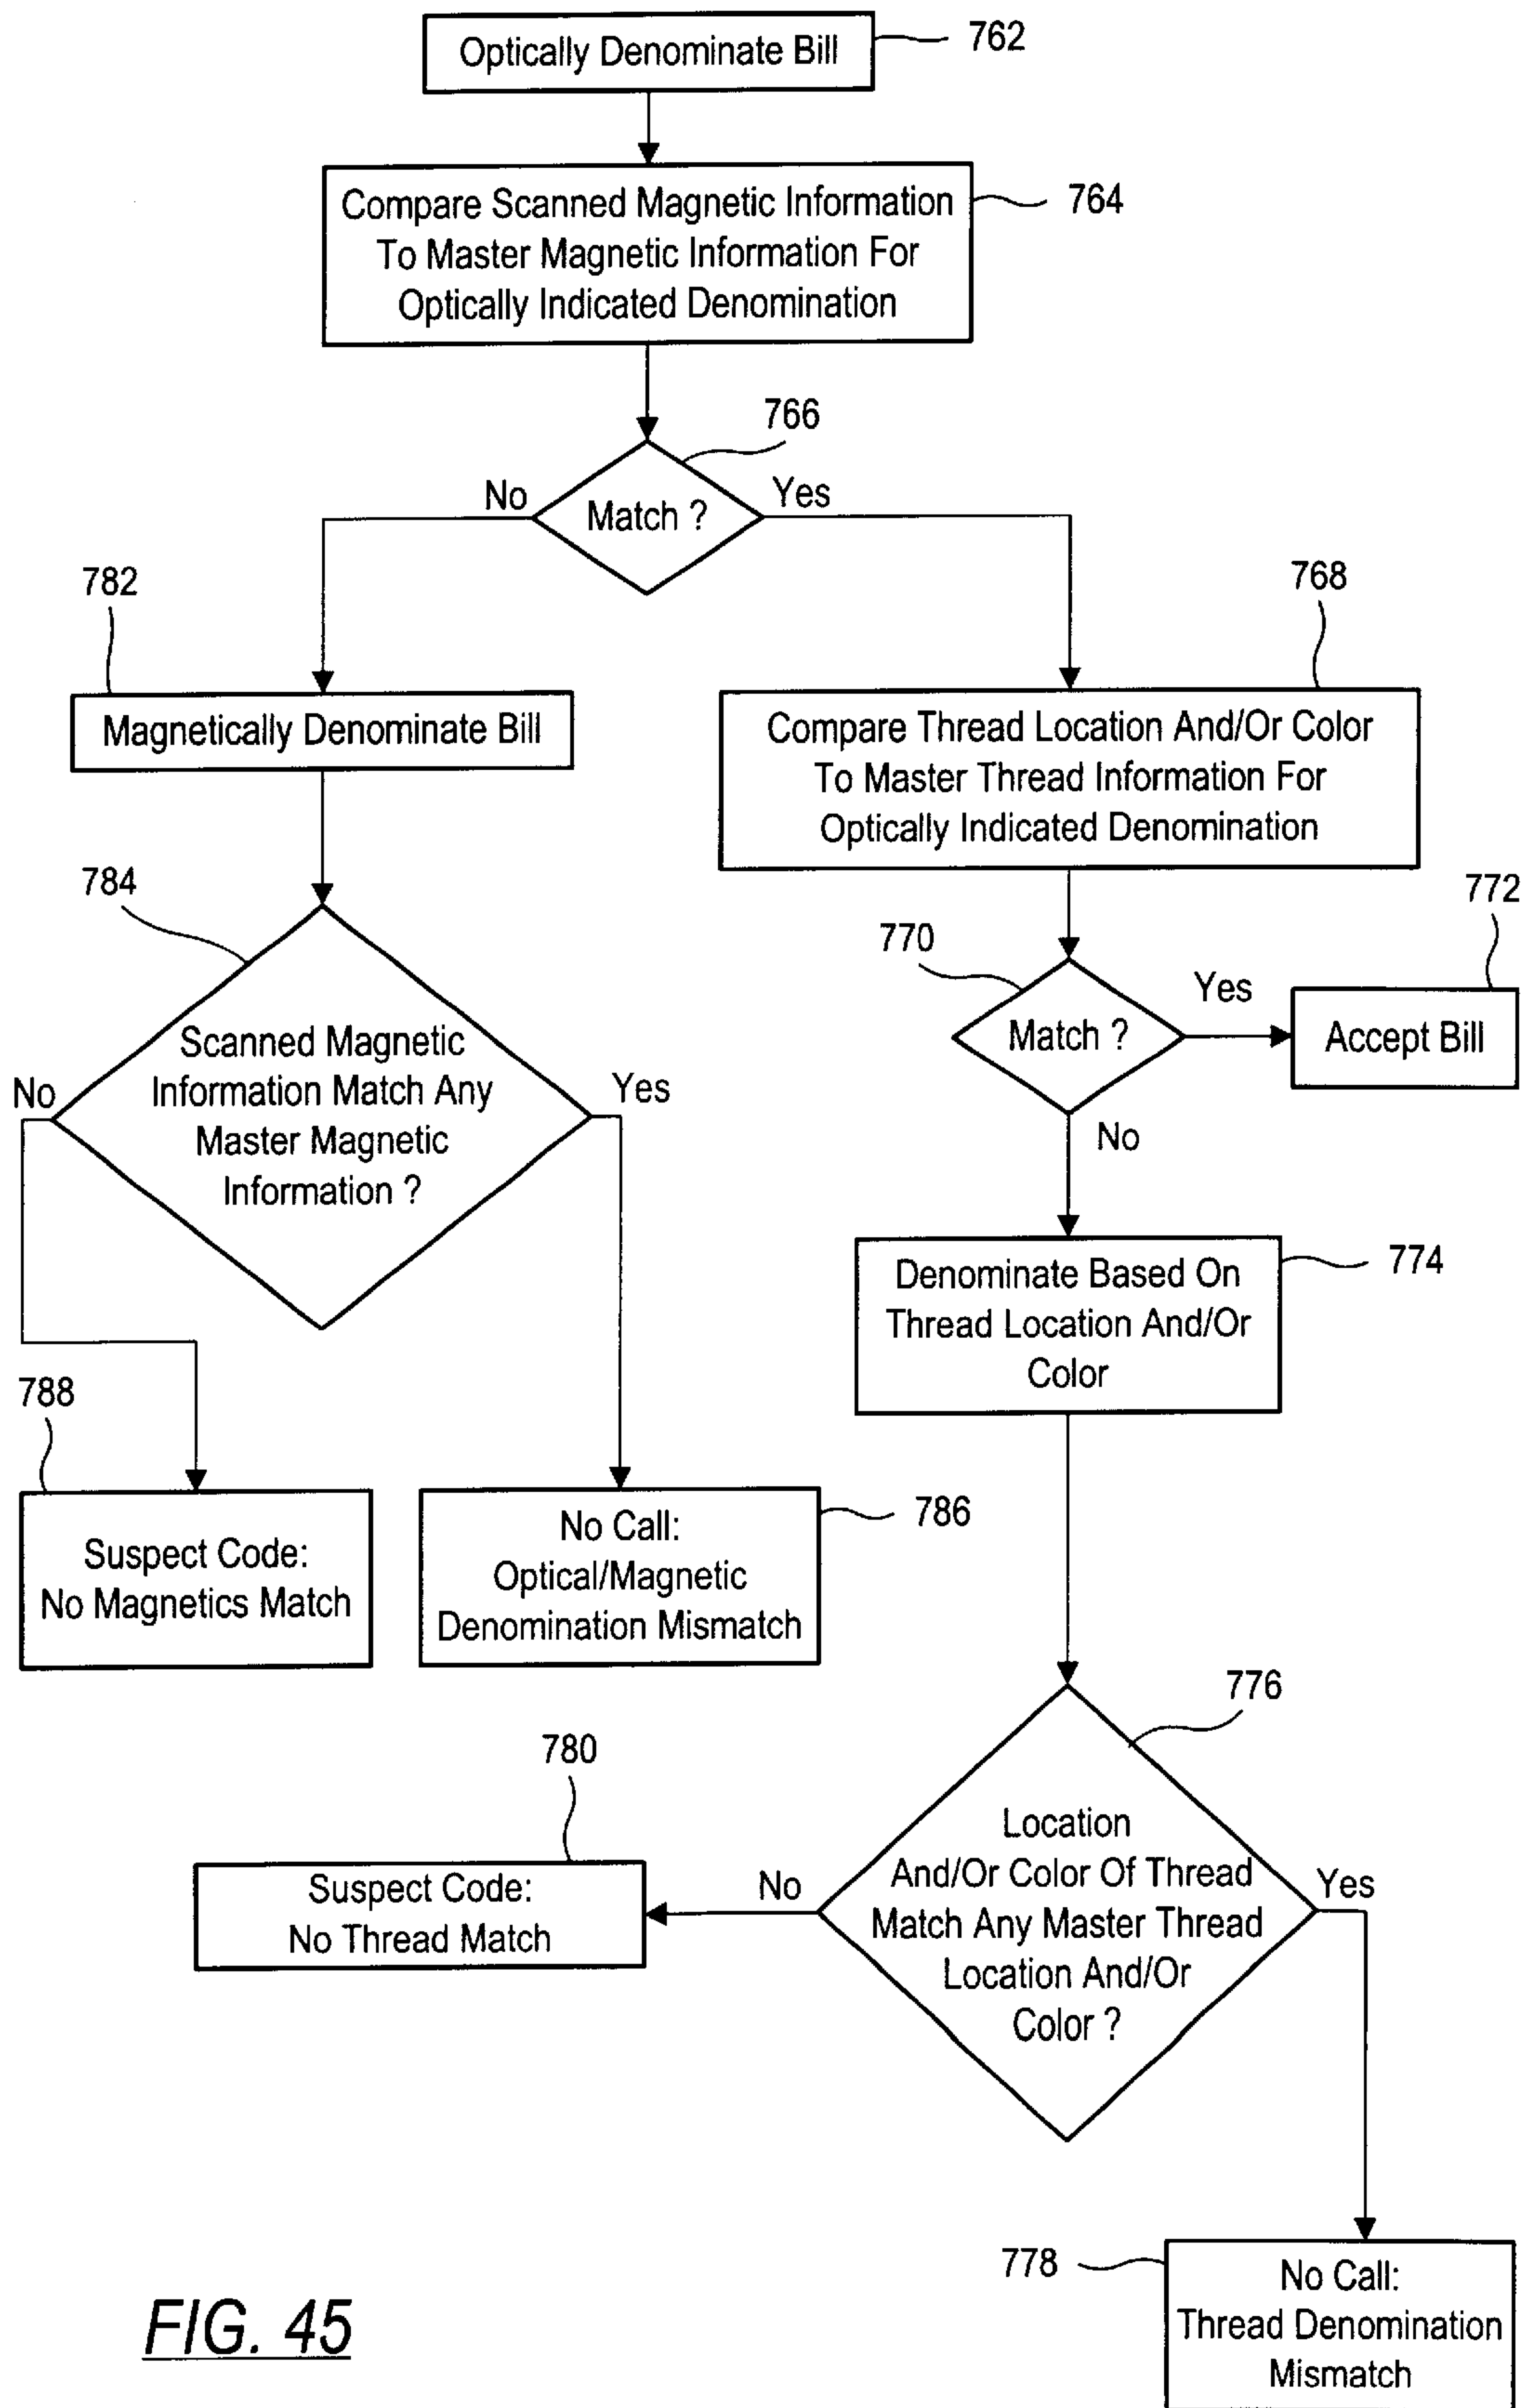 Optically Denominate Bill
762
Compare Scanned Magnetic Information
To Master Magnetic Information For
Optically Indicated Denomination
764
766
No
Match ?
Yes
782
768
Magnetically Denominate Bill
Compare Thread Location And/Or Color
To Master Thread Information For
Optically Indicated Denomination
784
772
770
Yes
Match ?
Accept Bill
No
Scanned Magnetic
Information Match Any
Master Magnetic
Information ?
No
Yes
774
Denominate Based On
Thread Location And/Or
Color
788
Suspect Code:
No Magnetics Match
No Call:
Optical/Magnetic
Denomination Mismatch
786
776
780
Suspect Code:
No Thread Match
No
Location
And/Or Color Of Thread
Match Any Master Thread
Location And/Or
Color ?
Yes
778
No Call:
Thread Denomination
Mismatch
FIG. 45